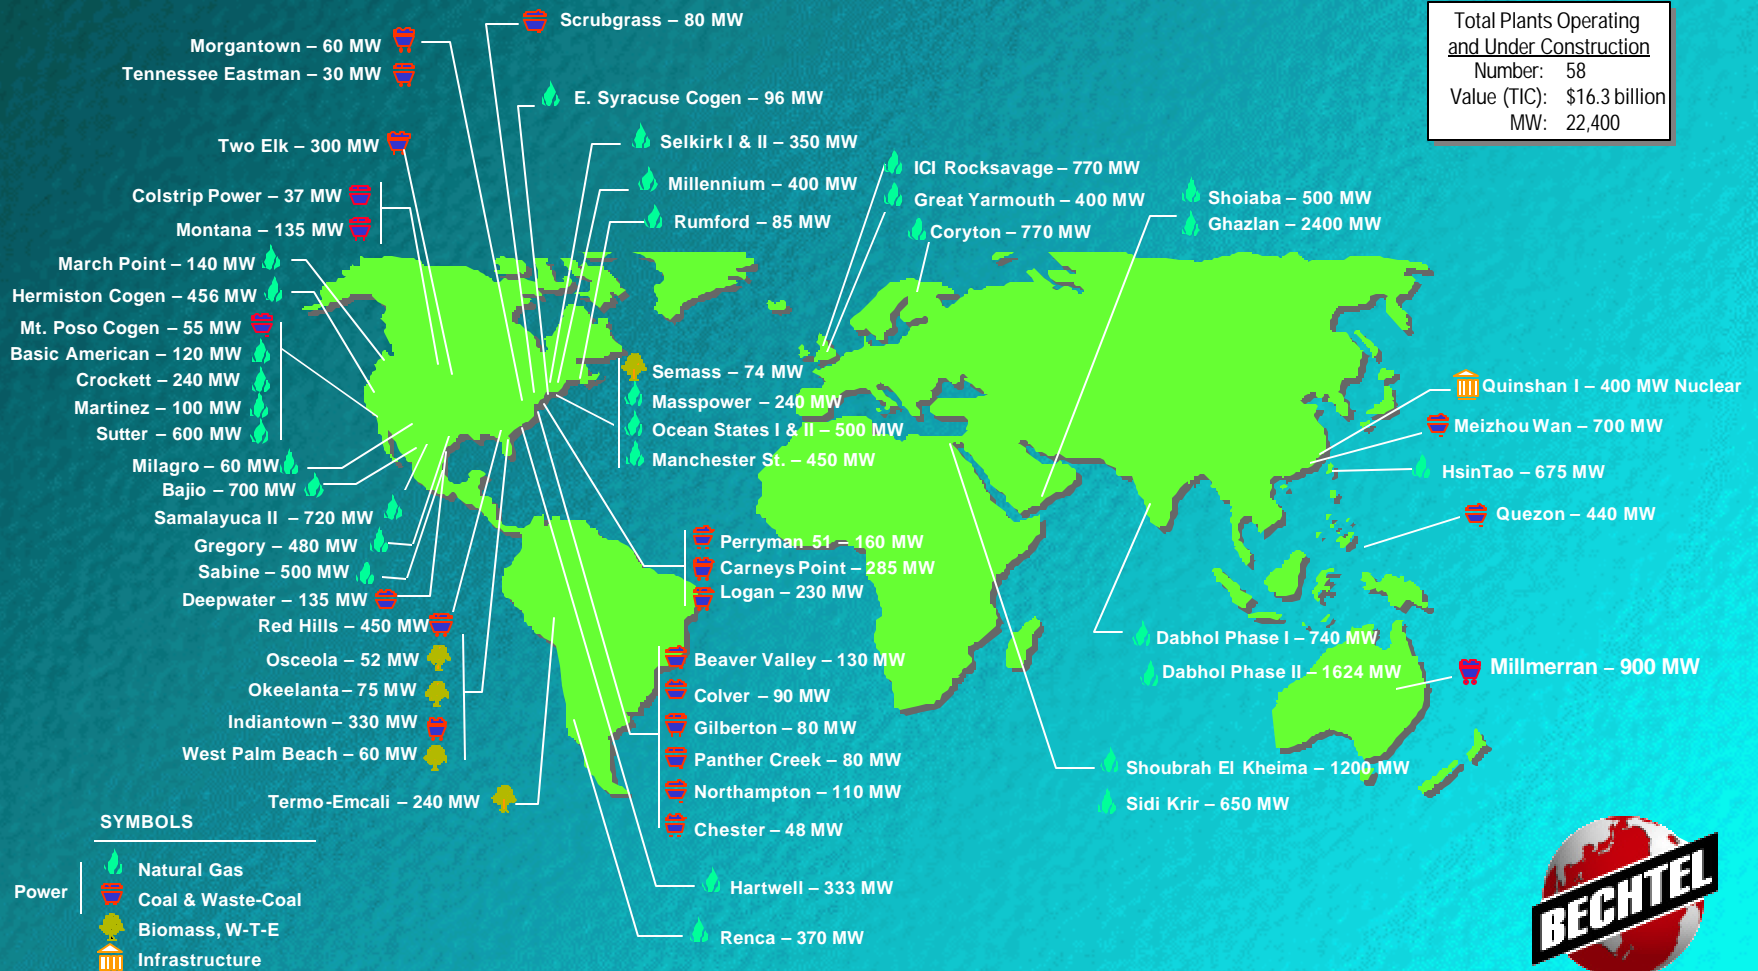 Scrubgrass – 80 MW
Morgantown – 60 MW
Tennessee Eastman – 30 MW
E. Syracuse Cogen – 96 MW
Two Elk – 300 MW
Selkirk I & II – 350 MW
Colstrip Power – 37 MW
Millennium – 400 MW
Montana – 135 MW
Rumford – 85 MW
ICI Rocksavage – 770 MW
Great Yarmouth – 400 MW
Coryton – 770 MW
Shoiaba – 500 MW
Ghazlan – 2400 MW
Total Plants Operating
and Under Construction
Number: 58
Value (TIC): $16.3 billion
MW: 22,400
March Point – 140 MW
Hermiston Cogen – 456 MW
Mt. Poso Cogen – 55 MW
Basic American – 120 MW
Crockett – 240 MW
Martinez – 100 MW
Sutter – 600 MW
Milagro – 60 MW
Bajio – 700 MW
Samalayuca II – 720 MW
Gregory – 480 MW
Sabine – 500 MW
Deepwater – 135 MW
Red Hills – 450 MW
Osceola – 52 MW
Okeelanta – 75 MW
Indiantown – 330 MW
West Palm Beach – 60 MW
Termo-Emcali – 240 MW
Semass – 74 MW
Masspower – 240 MW
Ocean States I & II – 500 MW
Manchester St. – 450 MW
Perryman 51 – 160 MW
Carneys Point – 285 MW
Logan – 230 MW
Beaver Valley – 130 MW
Colver – 90 MW
Gilberton – 80 MW
Panther Creek – 80 MW
Northampton – 110 MW
Chester – 48 MW
Hartwell – 333 MW
Renca – 370 MW
Quinshan I – 400 MW Nuclear
Meizhou Wan – 700 MW
HsinTao – 675 MW
Quezon – 440 MW
Dabhol Phase I – 740 MW
Dabhol Phase II – 1624 MW
Millmerran – 900 MW
Shoubrah El Kheima – 1200 MW
Sidi Krir – 650 MW
SYMBOLS
Power
Natural Gas
Coal & Waste-Coal
Biomass, W-T-E
Infrastructure
BECHTEL